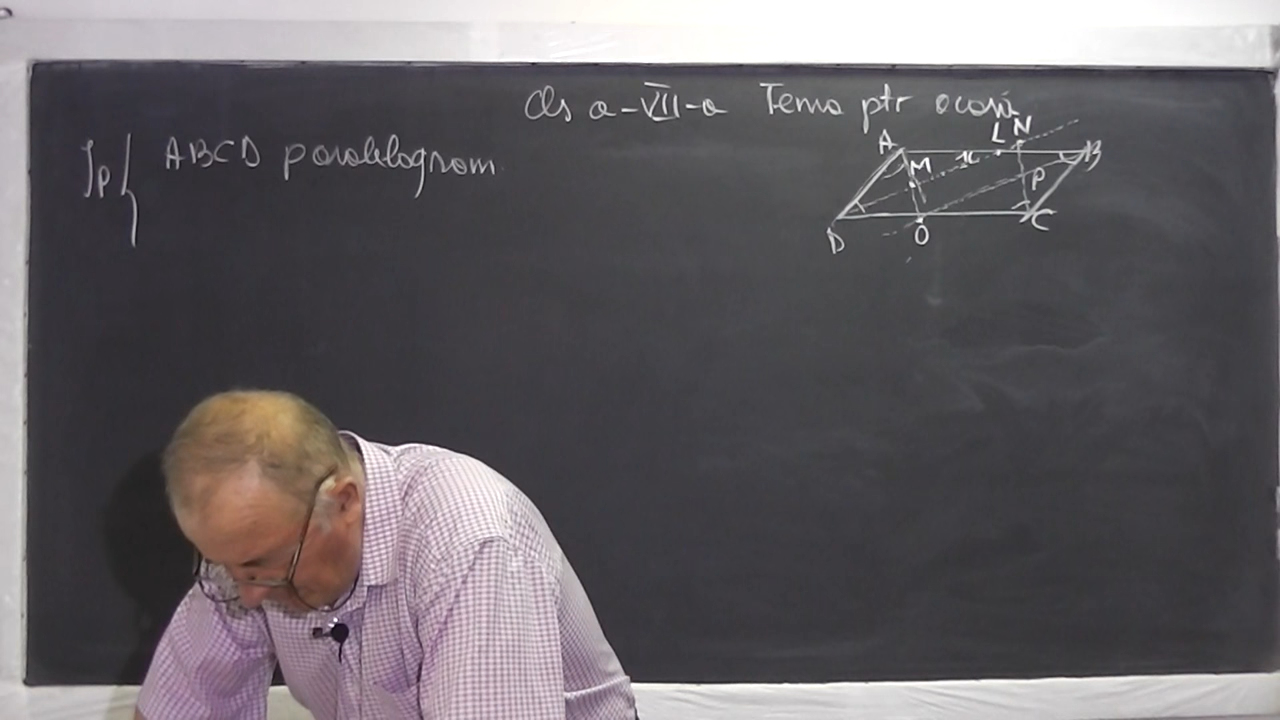 Cls a-VII-a Tema ptr acasă
Ip{ ABCD paralelogram
A M K L N B
P
D O C